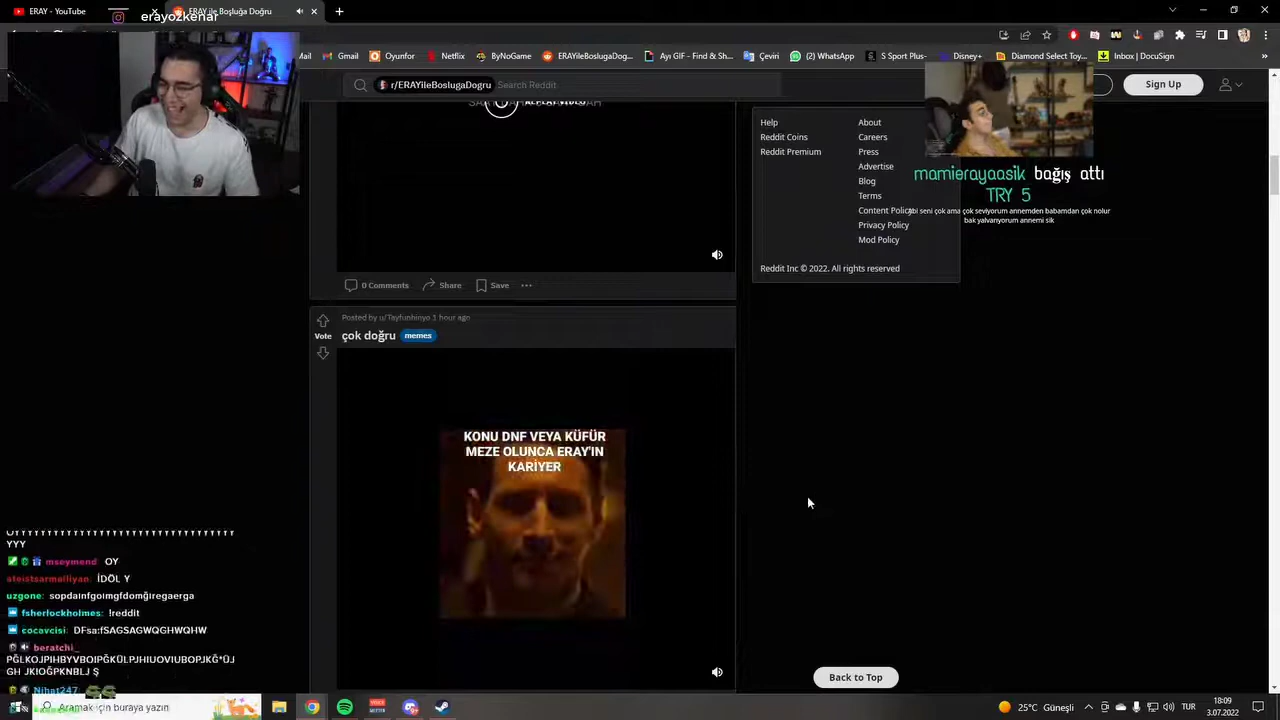 ERAY - YouTube
ERAY ile Boşluğa Doğru
erayozkenar
Mail
Gmail
Oyunfor
Netflix
ByNoGame
ERAYileBoslugaDog...
Ayı GIF - Find & Sh...
Çeviri
(2) WhatsApp
S Sport Plus
Disney+
Diamond Select Toy...
Inbox | DocuSign
r/ERAYileBoslugaDogru
Search Reddit
Sign Up
REPLAY VIDEO
Help
About
Reddit Coins
Careers
Reddit Premium
Press
Advertise
Blog
Terms
Content Policy
Privacy Policy
Mod Policy
Reddit Inc © 2022. All rights reserved
mamierayaasik bağış attı
TRY 5
abi seni çok ama çok seviyorum annemden babamdan çok nolur
bak yalvarıyorum annemi sik
0 Comments
Share
Save
Posted by u/Tayfunhinyo 1 hour ago
Vote
çok doğru
memes
KONU DNF VEYA KÜFÜR
MEZE OLUNCA ERAY'IN
KARİYER
YYY
mseymend OY
ateistsarmalliyan: İDÖL Y
uzgone: sopdaınfgoımgfdomğıregaerga
fsherlockholmes: !reddit
cocavcisi: DFsa:fSAGSAGWQGHWQHW
beratchi_
PĞLKOJPIHBYVBOIPĞKÜLPJHIUOVIUBOPJKĞ*ÜJ
GH JKIOĞPKNBLJ Ş
Nihat247
Back to Top
Aramak için buraya yazın
25°C Güneşli
TUR
18:09
3.07.2022